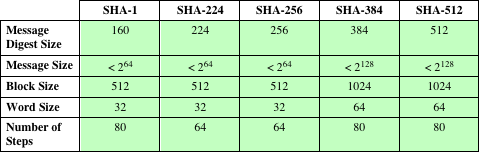 SHA-1 SHA-224 SHA-256 SHA-384 SHA-512
Message
Digest Size 160 224 256 384 512
Message Size < 2^64 < 2^64 < 2^64 < 2^128 < 2^128
Block Size 512 512 512 1024 1024
Word Size 32 32 32 64 64
Number of
Steps 80 64 64 80 80